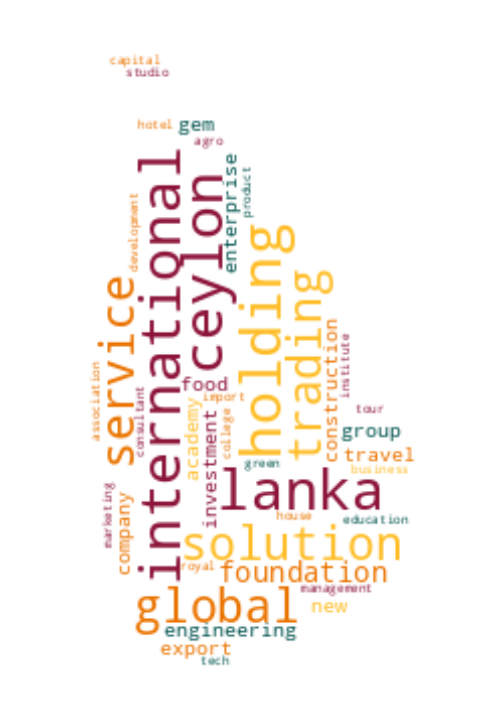 capital
studio
hotel
gem
agro
international
ceylon
enterprise
product
development
holding
trading
service
construction
institute
association
consultant
food
import
academy
investment
college
tour
group
travel
green
business
lanka
marketing
company
house
education
solution
royal
foundation
management
global
new
engineering
export
tech